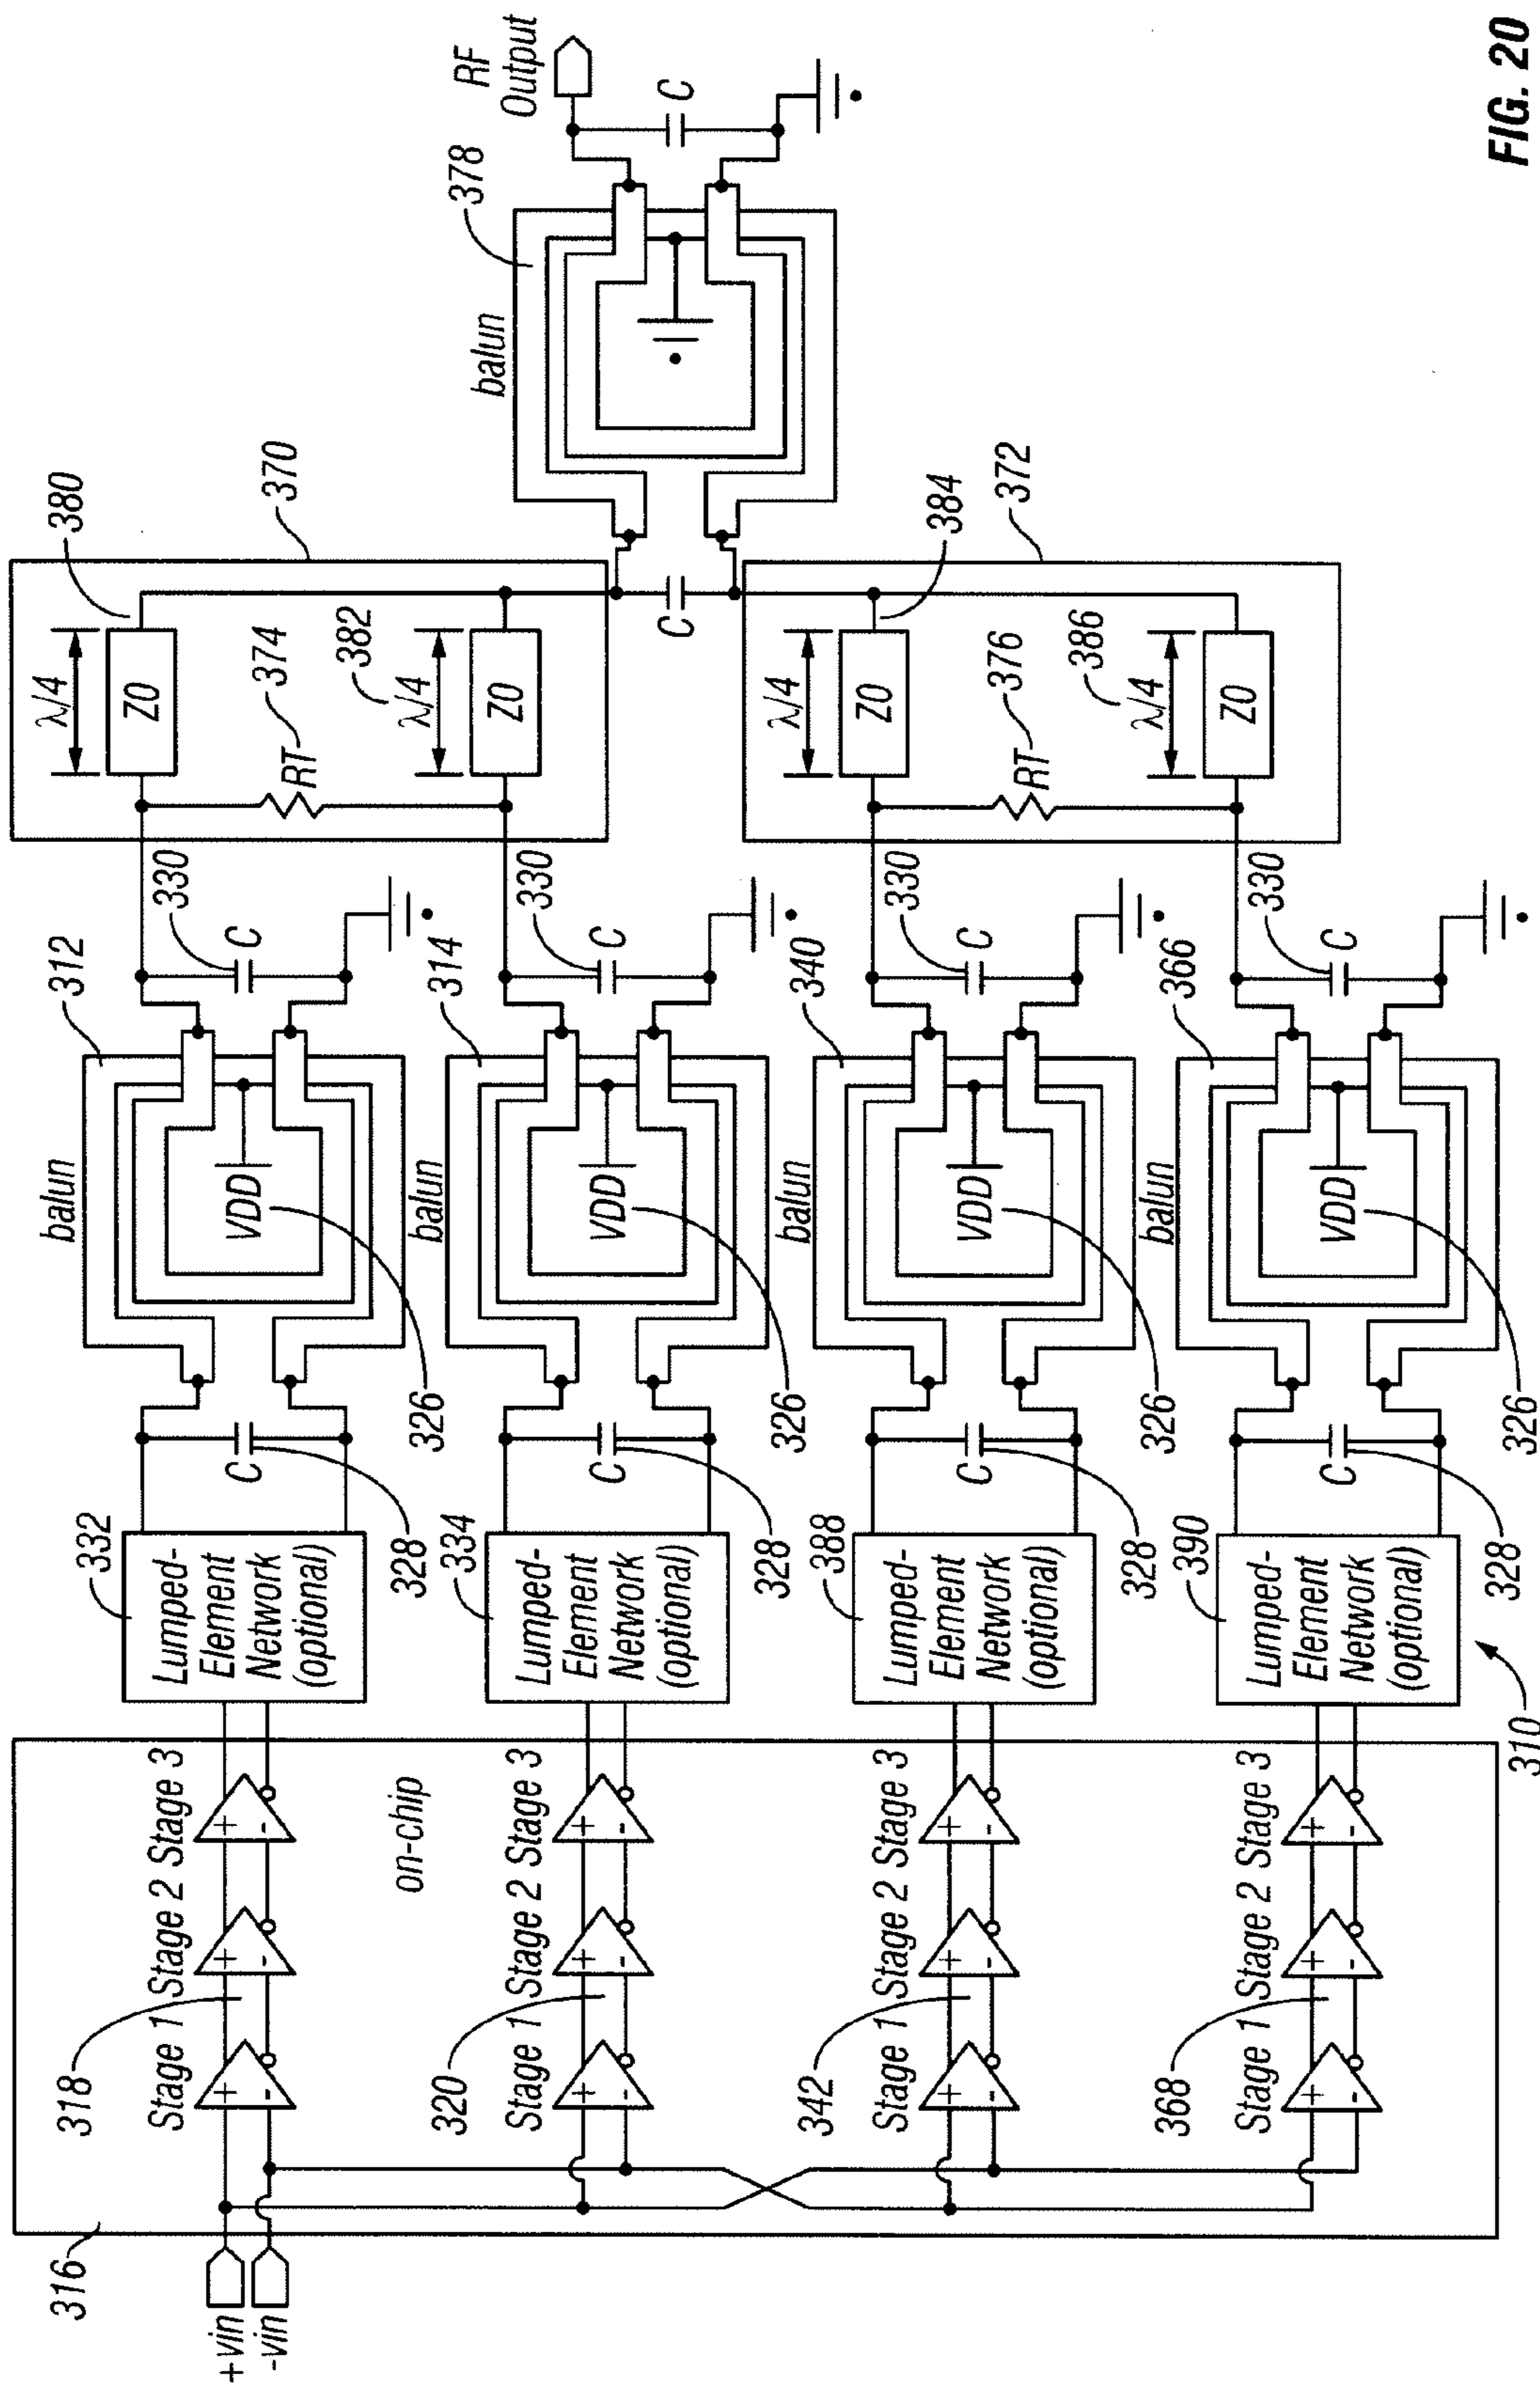 316
+vin
-vin
318
Stage 1
Stage 2
Stage 3
+
-
+
-
+
-
on-chip
320
Stage 1
Stage 2
Stage 3
+
-
+
-
+
-
342
Stage 1
Stage 2
Stage 3
+
-
+
-
+
-
368
Stage 1
Stage 2
Stage 3
+
-
+
-
+
-
310
332
Lumped-
Element
Network
(optional)
334
Lumped-
Element
Network
(optional)
388
Lumped-
Element
Network
(optional)
390
Lumped-
Element
Network
(optional)
C
328
C
328
C
328
C
328
balun
312
VDD
326
balun
314
VDD
326
balun
340
VDD
326
balun
366
VDD
326
330
C
330
C
330
C
330
C
370
380
λ/4
Z0
374
RT
382
λ/4
Z0
372
384
λ/4
Z0
376
RT
386
λ/4
Z0
C
balun
378
C
RF
Output
FIG. 20